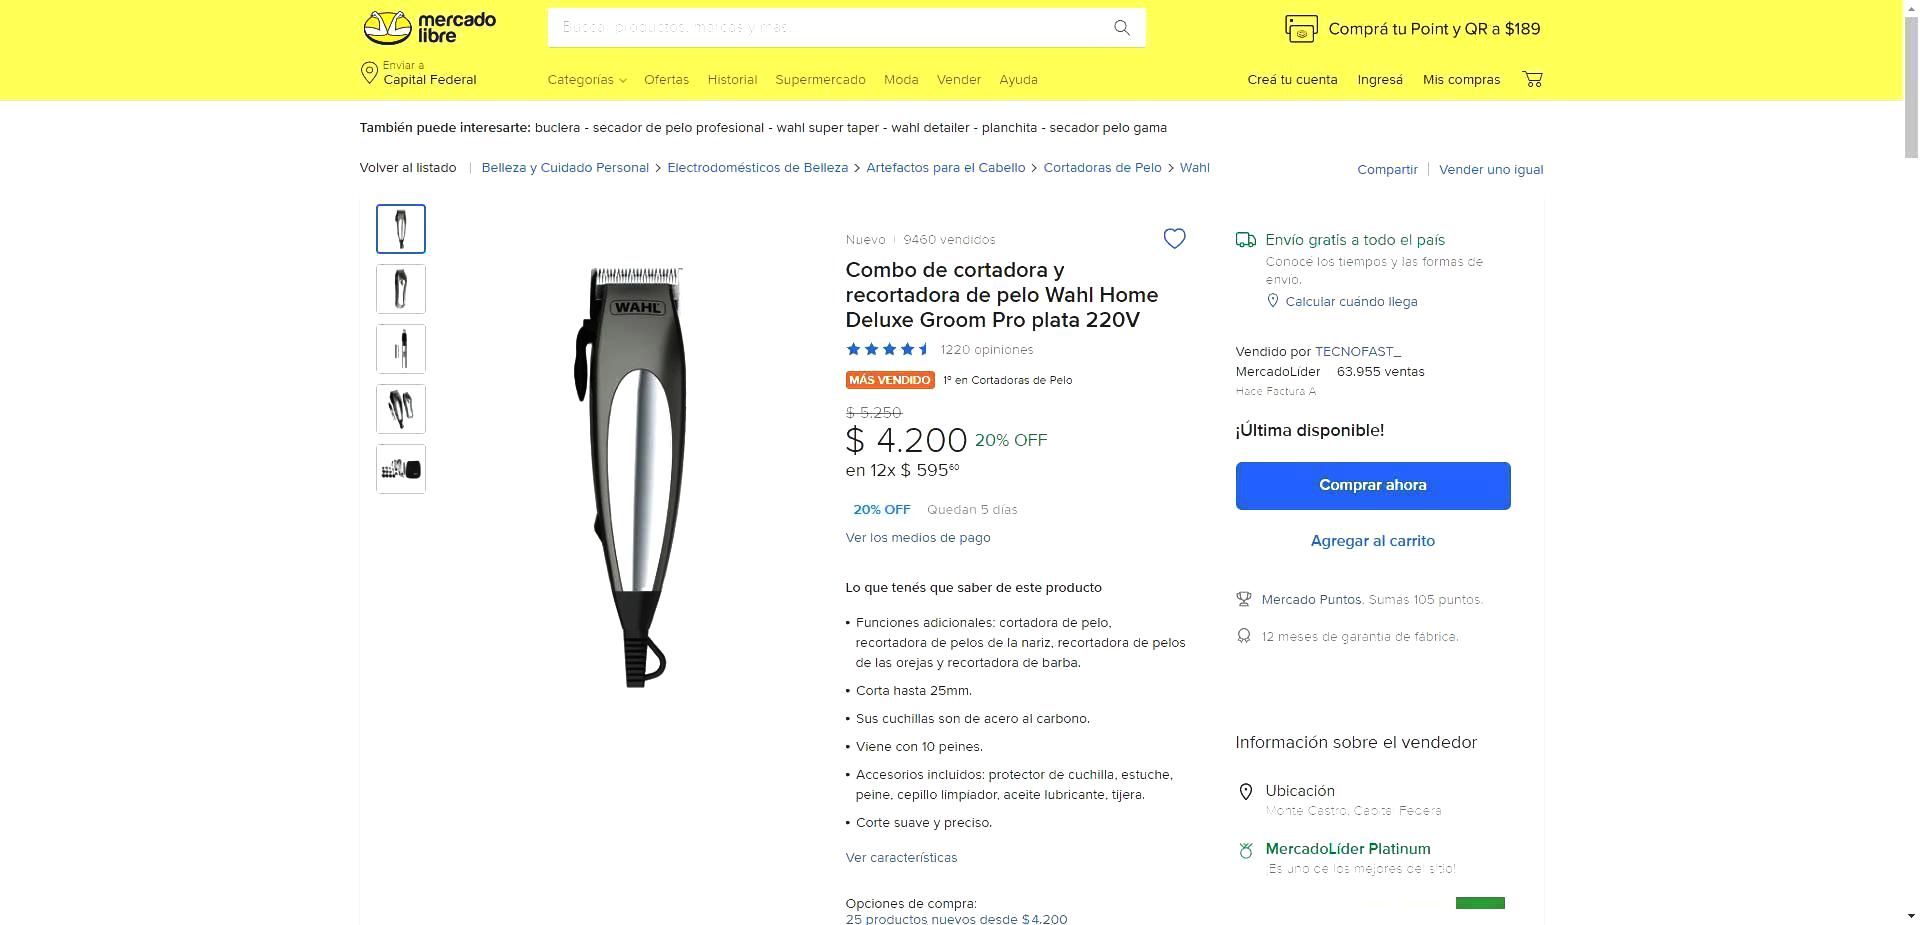 mercado
libre
Buscar productos, marcas y más...
Comprá tu Point y QR a $189
Enviar a
Capital Federal
Categorías Ofertas Historial Supermercado Moda Vender Ayuda
Creá tu cuenta Ingresá Mis compras
También puede interesarte: buclera - secador de pelo profesional - wahl super taper - wahl detailer - planchita - secador pelo gama
Volver al listado | Belleza y Cuidado Personal > Electrodomésticos de Belleza > Artefactos para el Cabello > Cortadoras de Pelo > Wahl
Compartir | Vender uno igual
WAHL
Nuevo | 9460 vendidos
Combo de cortadora y
recortadora de pelo Wahl Home
Deluxe Groom Pro plata 220V
1220 opiniones
MÁS VENDIDO 1º en Cortadoras de Pelo
$ 5.250
$ 4.200 20% OFF
en 12x $ 595⁶⁰
20% OFF Quedan 5 días
Ver los medios de pago
Lo que tenés que saber de este producto
• Funciones adicionales: cortadora de pelo,
recortadora de pelos de la nariz, recortadora de pelos
de las orejas y recortadora de barba.
• Corta hasta 25mm.
• Sus cuchillas son de acero al carbono.
• Viene con 10 peines.
• Accesorios incluidos: protector de cuchilla, estuche,
peine, cepillo limpiador, aceite lubricante, tijera.
• Corte suave y preciso.
Ver características
Opciones de compra:
25 productos nuevos desde $4.200
Envío gratis a todo el país
Conocé los tiempos y las formas de
envío.
Calcular cuándo llega
Vendido por TECNOFAST_
MercadoLíder 63.955 ventas
Hace Factura A
¡Última disponible!
Comprar ahora
Agregar al carrito
Mercado Puntos. Sumas 105 puntos.
12 meses de garantía de fábrica.
Información sobre el vendedor
Ubicación
Monte Castro, Capital Federal
MercadoLíder Platinum
¡Es uno de los mejores del sitio!